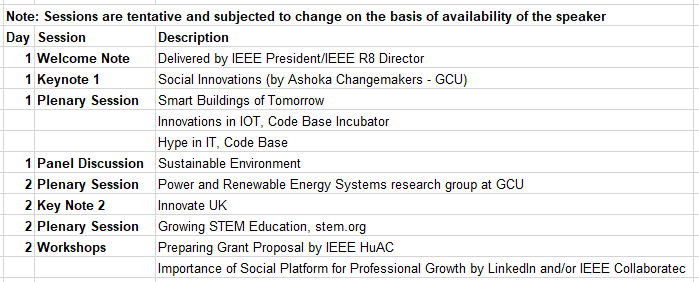 Note: Sessions are tentative and subjected to change on the basis of availability of the speaker
Day Session Description
1 Welcome Note Delivered by IEEE President/IEEE R8 Director
1 Keynote 1 Social Innovations (by Ashoka Changemakers - GCU)
1 Plenary Session Smart Buildings of Tomorrow
Innovations in IOT, Code Base Incubator
Hype in IT, Code Base
1 Panel Discussion Sustainable Environment
2 Plenary Session Power and Renewable Energy Systems research group at GCU
2 Key Note 2 Innovate UK
2 Plenary Session Growing STEM Education, stem.org
2 Workshops Preparing Grant Proposal by IEEE HuAC
Importance of Social Platform for Professional Growth by LinkedIn and/or IEEE Collaboratec